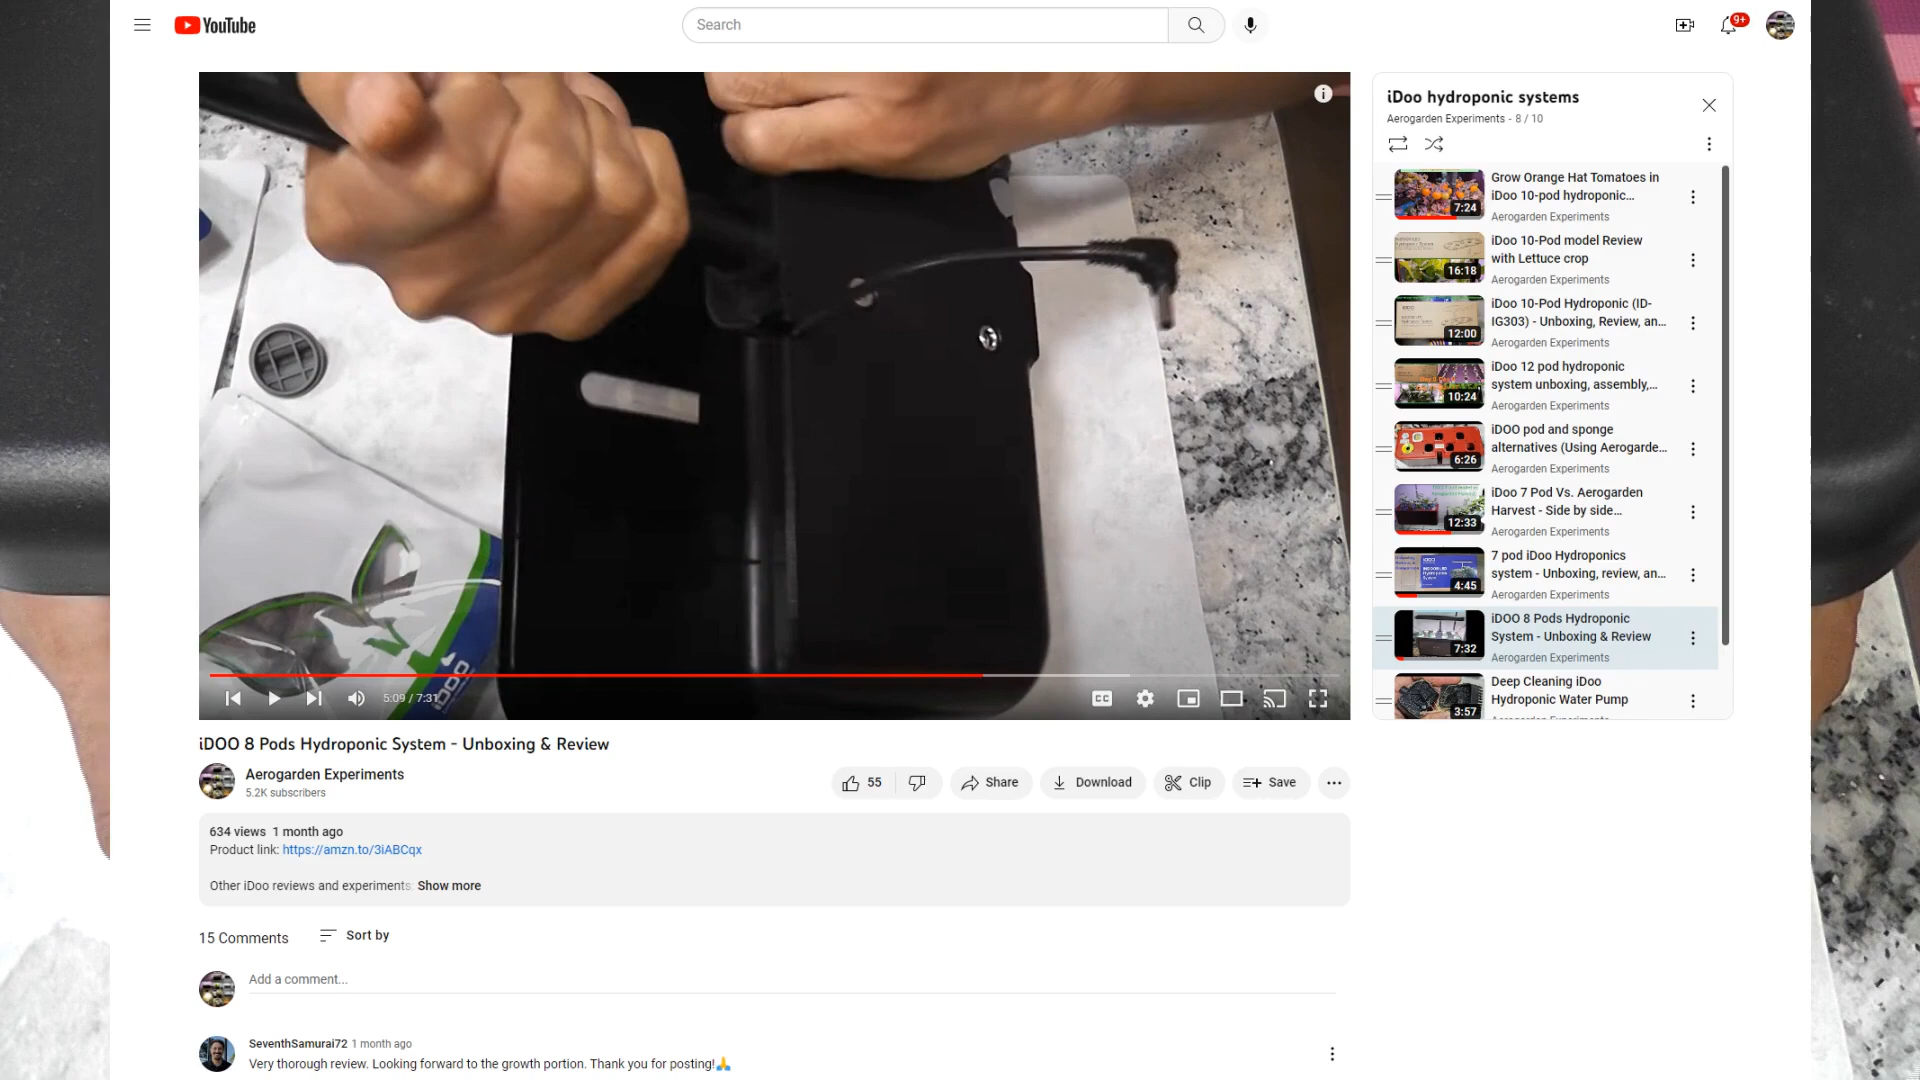 YouTube
Search
9+
iDoo hydroponic systems
Aerogarden Experiments - 8 / 10
Grow Orange Hat Tomatoes in
iDoo 10-pod hydroponic...
Aerogarden Experiments
7:24
iDoo 10-Pod model Review
with Lettuce crop
Aerogarden Experiments
16:18
iDoo 10-Pod Hydroponic (ID-
IG303) - Unboxing, Review, an...
Aerogarden Experiments
12:00
iDoo 12 pod hydroponic
system unboxing, assembly,...
Aerogarden Experiments
10:24
iDOO pod and sponge
alternatives (Using Aerogarde...
Aerogarden Experiments
6:26
iDoo 7 Pod Vs. Aerogarden
Harvest - Side by side...
Aerogarden Experiments
12:33
7 pod iDoo Hydroponics
system - Unboxing, review, an...
Aerogarden Experiments
4:45
iDOO 8 Pods Hydroponic
System - Unboxing & Review
Aerogarden Experiments
7:32
Deep Cleaning iDoo
Hydroponic Water Pump
3:57
iDOO
5:09 / 7:31
CC
iDOO 8 Pods Hydroponic System - Unboxing & Review
Aerogarden Experiments
5.2K subscribers
55
Share
Download
Clip
Save
634 views 1 month ago
Product link: https://amzn.to/3iABCqx
Other iDoo reviews and experiments Show more
15 Comments
Sort by
Add a comment...
SeventhSamurai72 1 month ago
Very thorough review. Looking forward to the growth portion. Thank you for posting!🙏